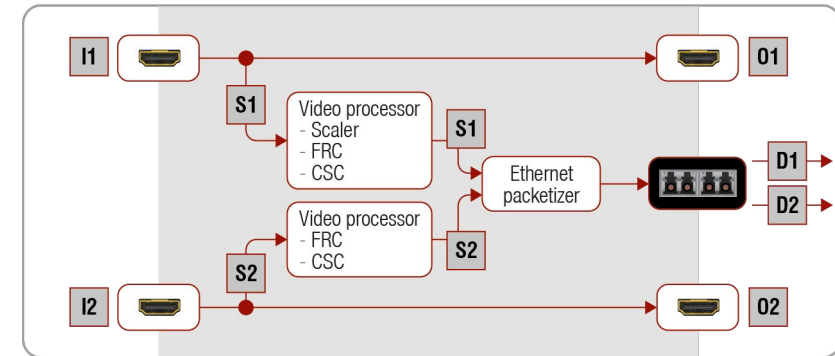 I1
O1
S1
Video processor
- Scaler
- FRC
- CSC
S1
Ethernet
packetizer
D1
D2
Video processor
- FRC
- CSC
S2
S2
I2
O2